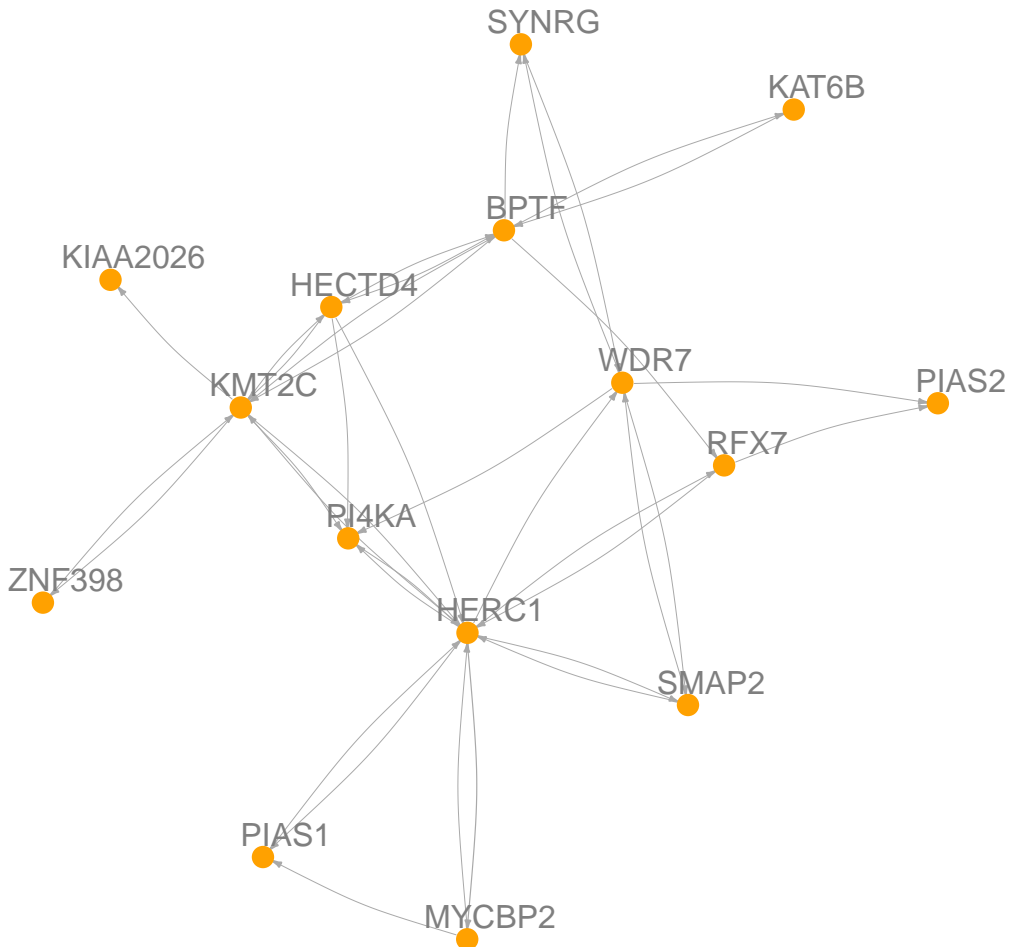 SYNRG
KAT6B
BPTF
KIAA2026
HECTD4
WDR7
KMT2C
PIAS2
RFX7
PI4KA
ZNF398
HERC1
SMAP2
PIAS1
MYCBP2